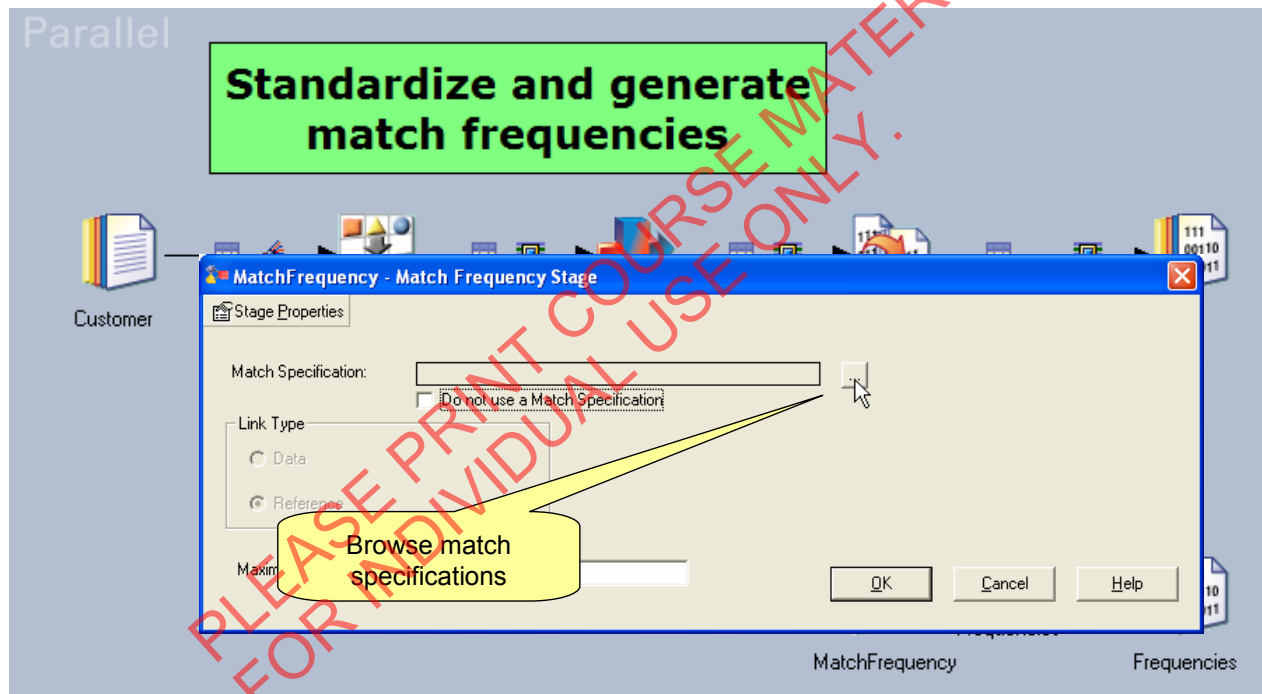 Parallel
Standardize and generate
match frequencies
Customer
MatchFrequency - Match Frequency Stage
Stage Properties
Match Specification:
...
Do not use a Match Specification
Link Type
Data
Reference
Browse match
specifications
Maxim
OK
Cancel
Help
MatchFrequency
Frequencies
PLEASE PRINT COURSE MATER
FOR INDIVIDUAL USE ONLY.